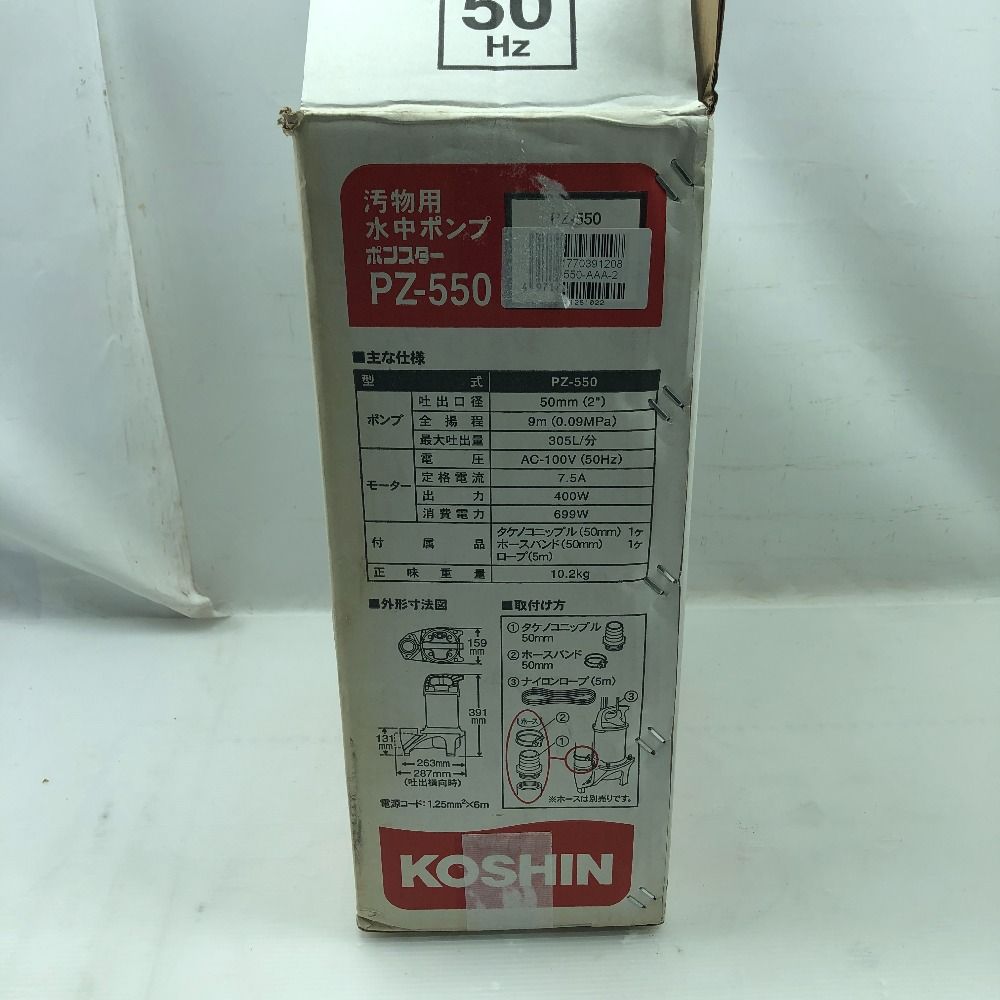 50
Hz
汚物用
水中ポンプ
ポンスター
PZ-550
PZ-550
1770391208
550-AAA-2
■主な仕様
型式 PZ-550
ポンプ 吐出口径 50mm (2")
全揚程 9m (0.09MPa)
最大吐出量 305L/分
モーター 電圧 AC-100V (50Hz)
定格電流 7.5A
出力 400W
消費電力 699W
付属品 タケノコニップル(50mm) 1ヶ
ホースバンド(50mm) 1ヶ
ロープ(5m)
正味重量 10.2kg
■外形寸法図
159
mm
391
mm
131
mm
263mm
287mm
(吐出横向時)
電源コード:1.25mm²×6m
■取付け方
①タケノコニップル
50mm
②ホースバンド
50mm
③ナイロンロープ(5m)
③
ホース
②
①
※ホースは別売りです。
KOSHIN